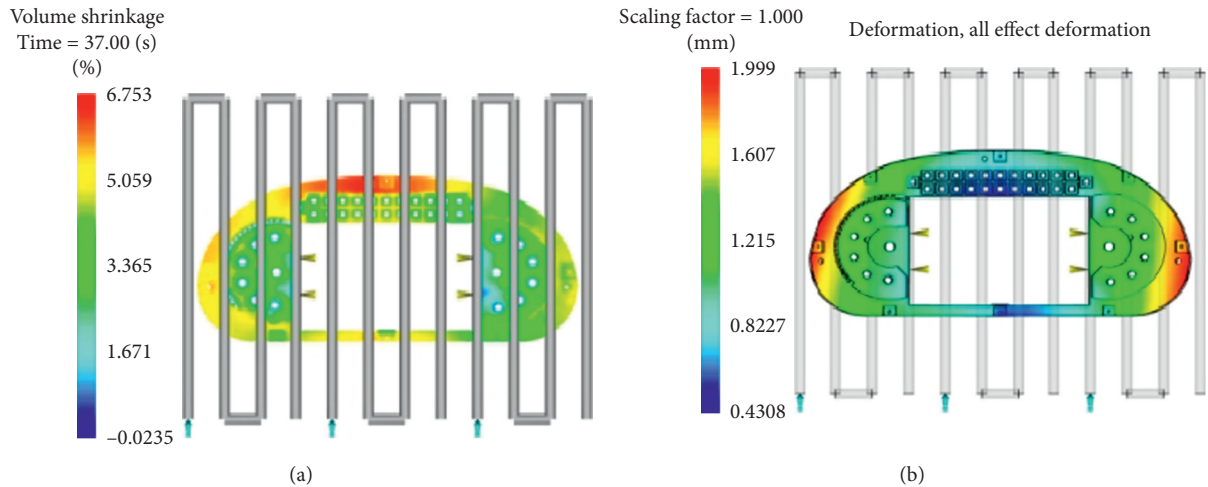 Volume shrinkage
Time = 37.00 (s)
(%)
6.753
5.059
3.365
1.671
–0.0235
(a)
Scaling factor = 1.000
(mm)
Deformation, all effect deformation
1.999
1.607
1.215
0.8227
0.4308
(b)